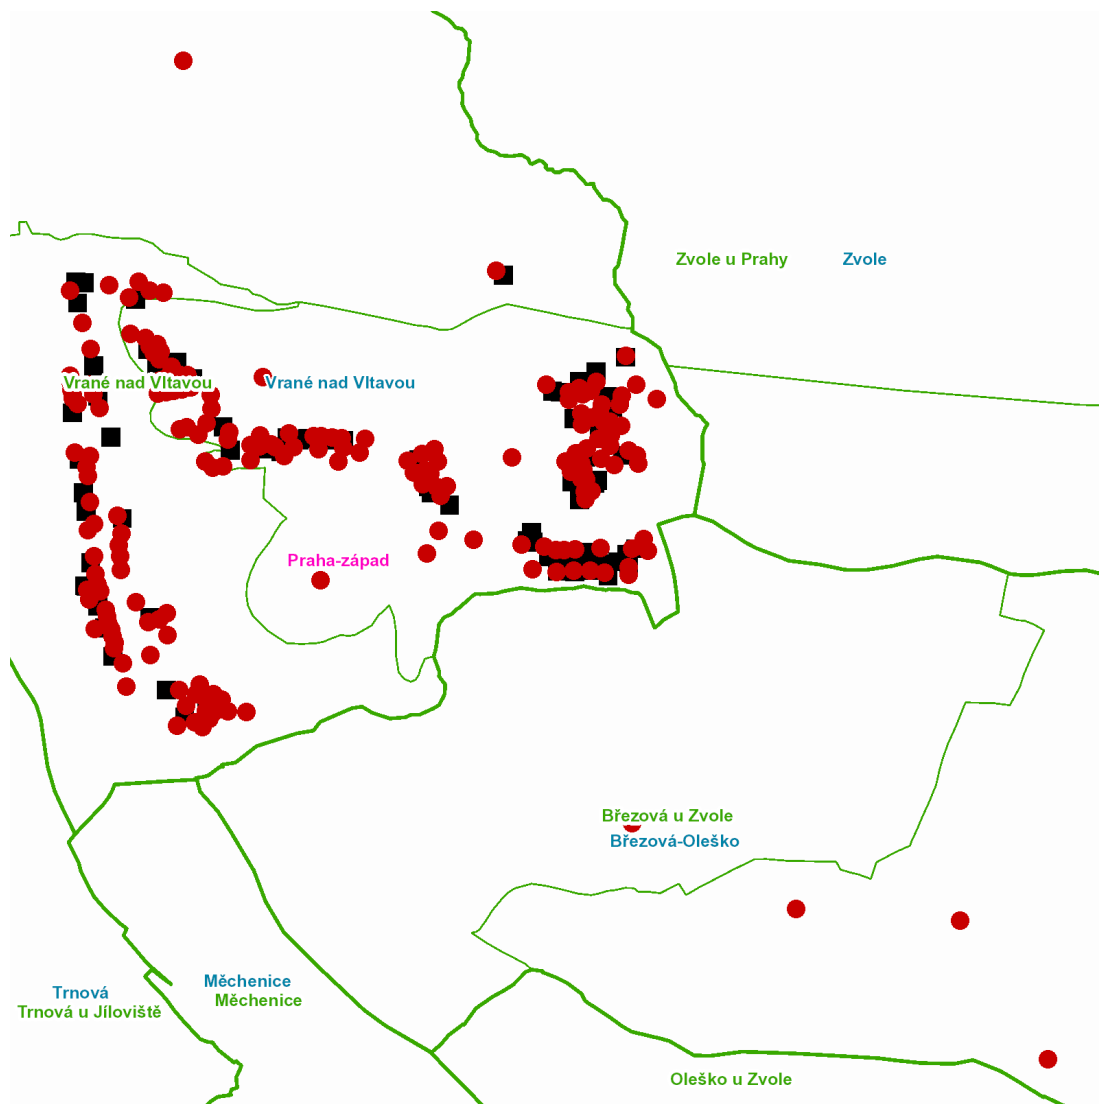 Zvole u Prahy
Zvole
Vrané nad Vltavou
Vrané nad Vltavou
Praha-západ
Březová u Zvole
Březová-Oleško
Měchenice
Trnová
Měchenice
Trnová u Jíloviště
Oleško u Zvole